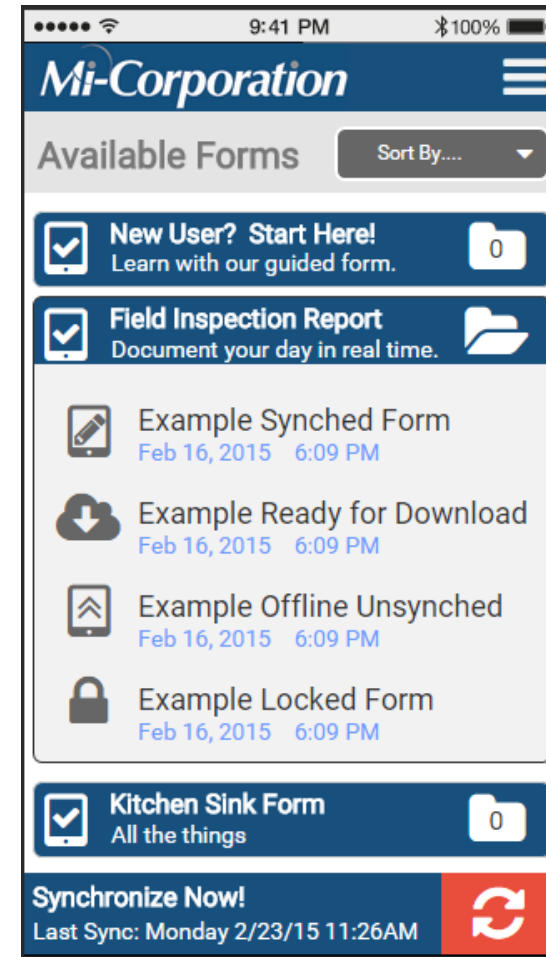 9:41 PM
100%
Mi-Corporation
Available Forms
Sort By....
New User?  Start Here!
Learn with our guided form.
0
Field Inspection Report
Document your day in real time.
Example Synched Form
Feb 16, 2015    6:09 PM
Example Ready for Download
Feb 16, 2015    6:09 PM
Example Offline Unsynched
Feb 16, 2015    6:09 PM
Example Locked Form
Feb 16, 2015    6:09 PM
Kitchen Sink Form
All the things
0
Synchronize Now!
Last Sync: Monday 2/23/15 11:26AM